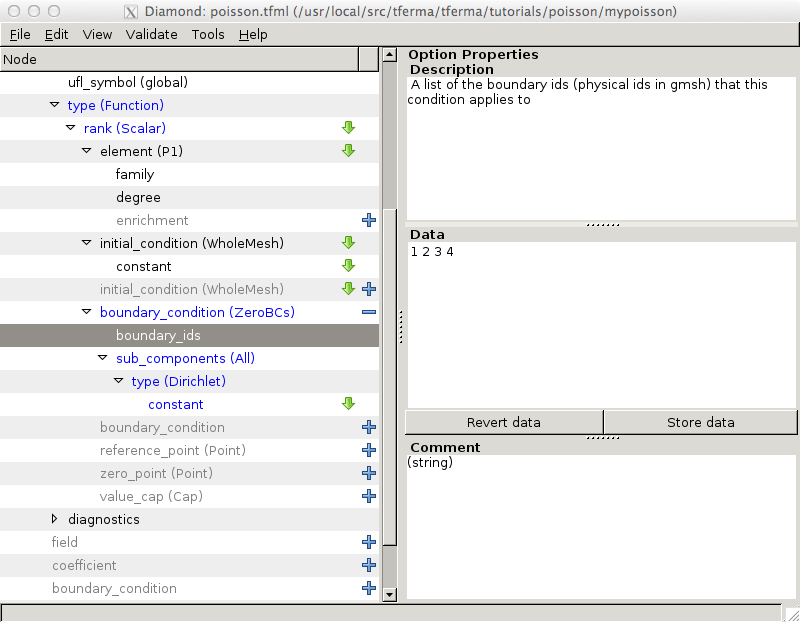 Diamond: poisson.tfml (/usr/local/src/tferma/tferma/tutorials/poisson/mypoisson)
File Edit View Validate Tools Help
Node
ufl_symbol (global)
type (Function)
rank (Scalar)
element (P1)
family
degree
enrichment
initial_condition (WholeMesh)
constant
initial_condition (WholeMesh)
boundary_condition (ZeroBCs)
boundary_ids
sub_components (All)
type (Dirichlet)
constant
boundary_condition
reference_point (Point)
zero_point (Point)
value_cap (Cap)
diagnostics
field
coefficient
boundary_condition
Option Properties
Description
A list of the boundary ids (physical ids in gmsh) that this
condition applies to
Data
1 2 3 4
Revert data
Store data
Comment
(string)